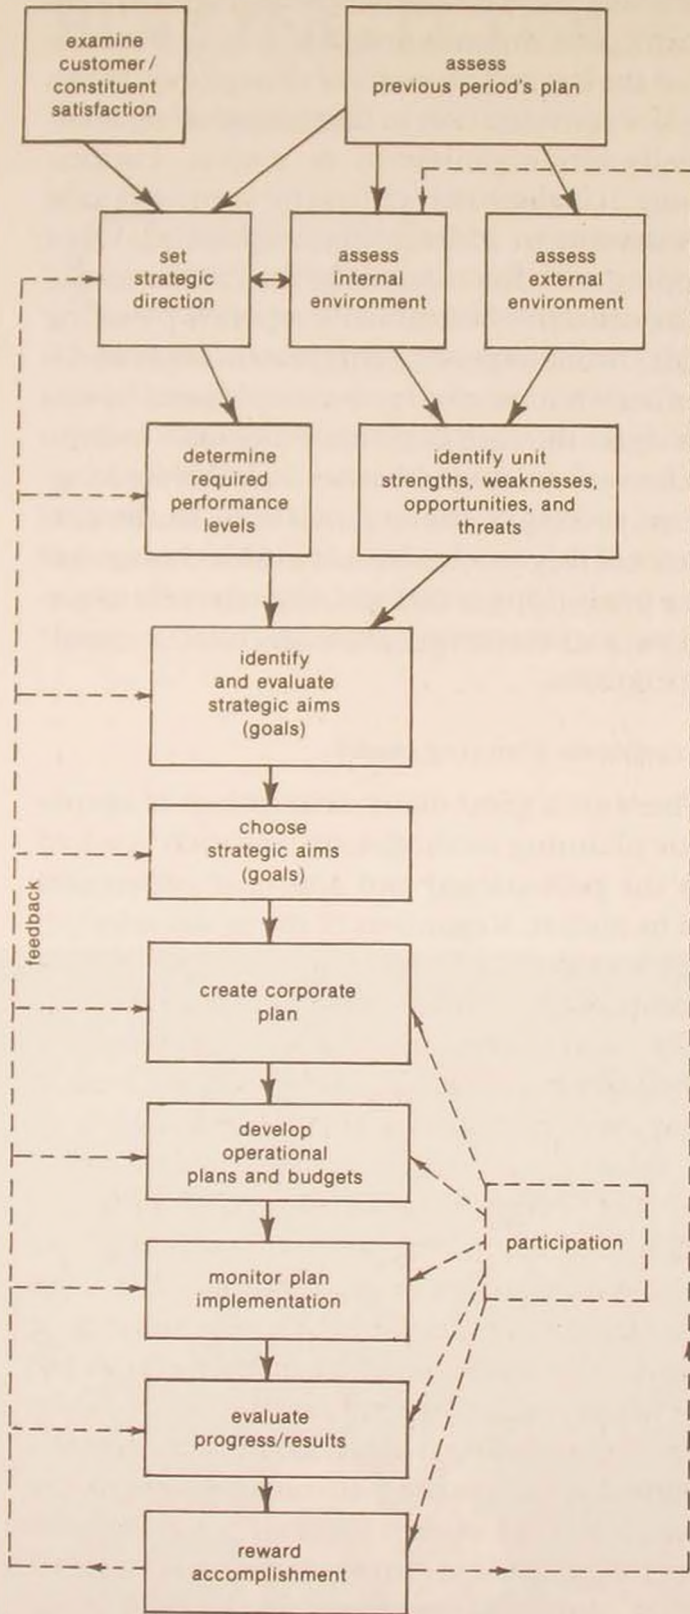 examine
customer/
constituent
satisfaction
assess
previous period's plan
set
strategic
direction
assess
internal
environment
assess
external
environment
determine
required
performance
levels
identify unit
strengths, weaknesses,
opportunities, and
threats
identify
and evaluate
strategic aims
(goals)
choose
strategic aims
(goals)
feedback
create corporate
plan
develop
operational
plans and budgets
participation
monitor plan
implementation
evaluate
progress/results
reward
accomplishment